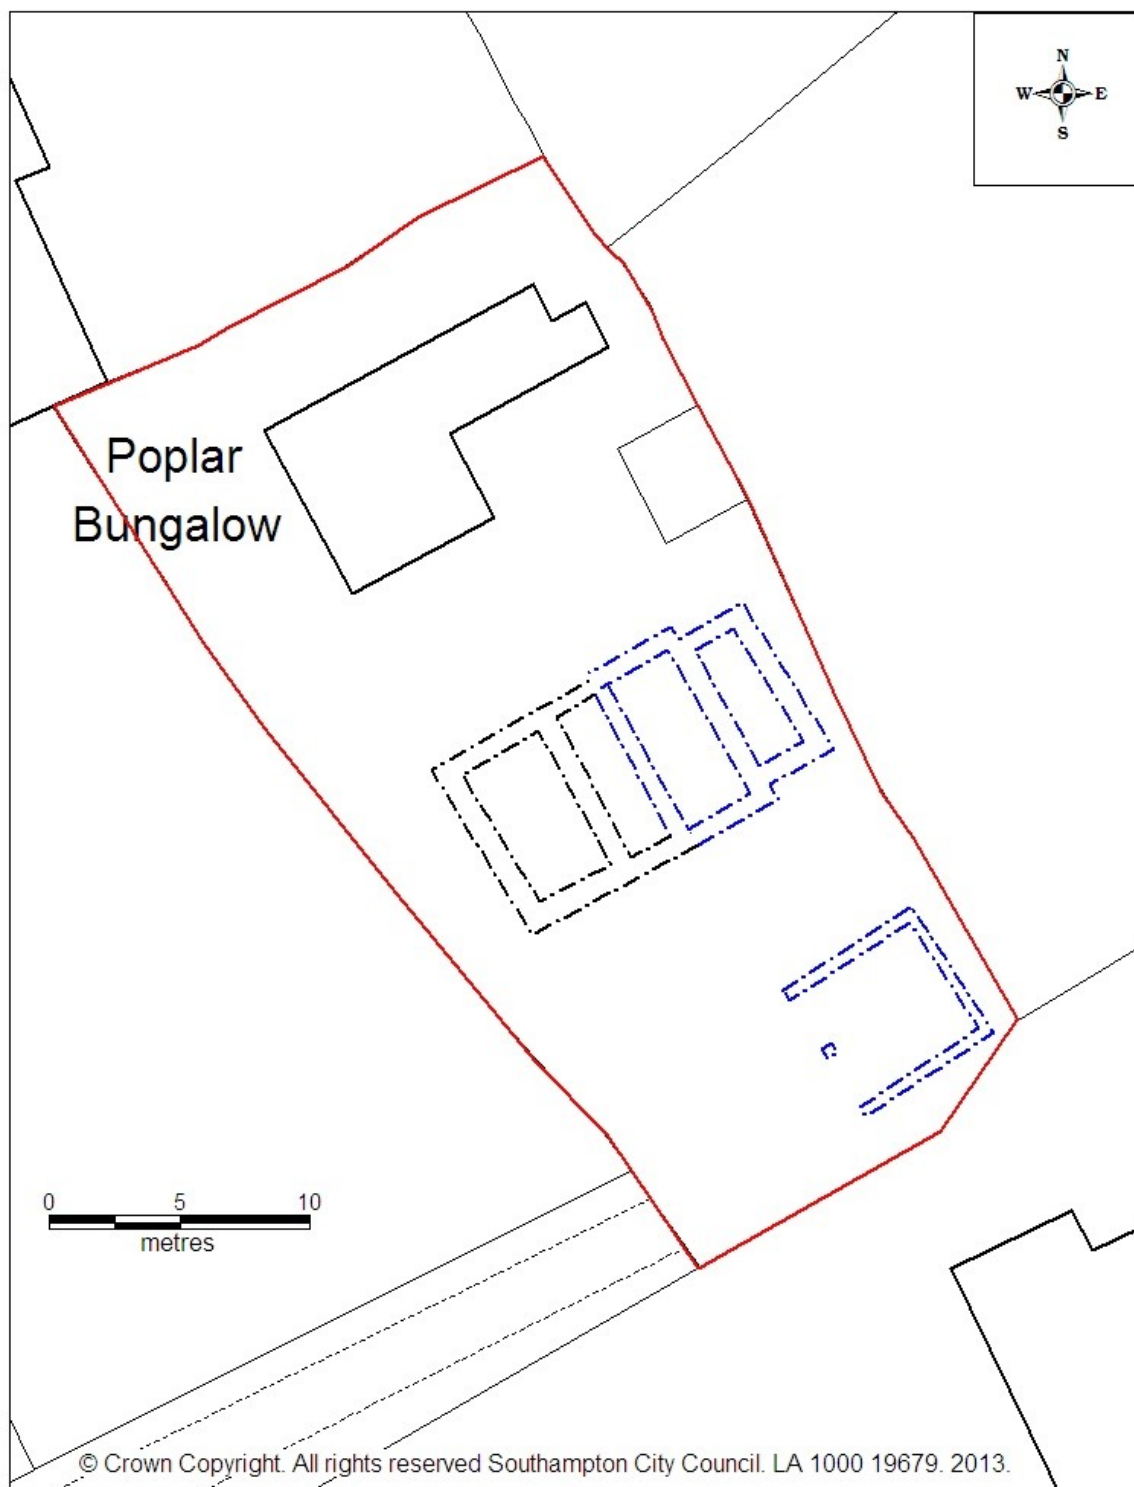 N
W E
S
Poplar
Bungalow
0 5 10
metres
© Crown Copyright. All rights reserved Southampton City Council. LA 1000 19679. 2013.